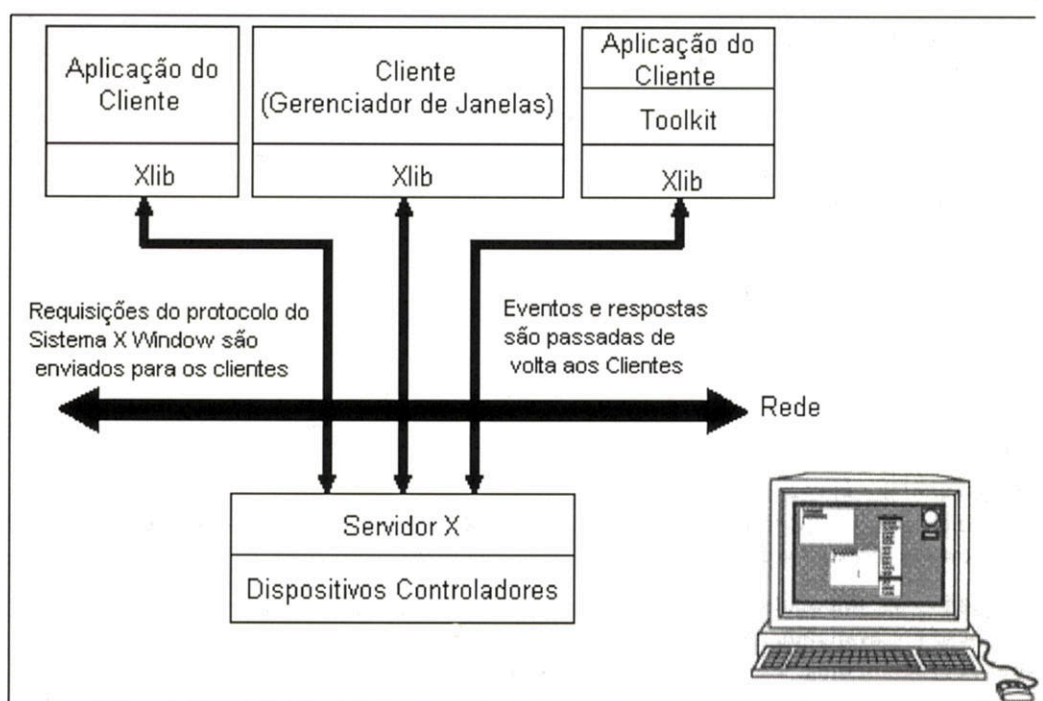 Aplicação do
Cliente
Xlib
Cliente
(Gerenciador de Janelas)
Xlib
Aplicação do
Cliente
Toolkit
Xlib
Requisições do protocolo do
Sistema X Window são
enviados para os clientes
Eventos e respostas
são passadas de
volta aos Clientes
Rede
Servidor X
Dispositivos Controladores